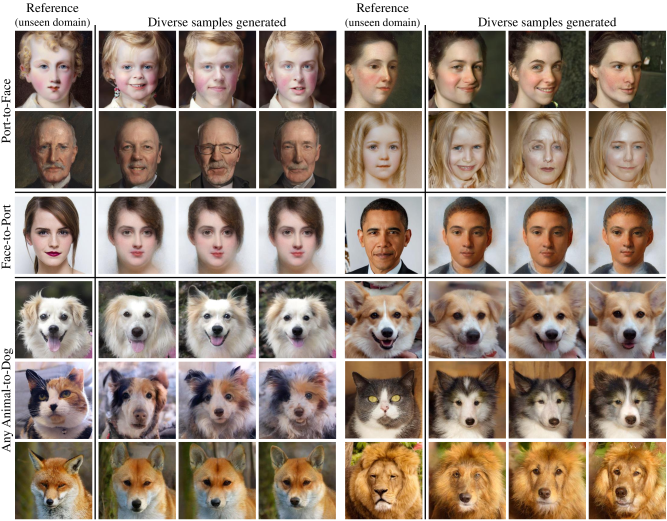 Reference
(unseen domain)
Diverse samples generated
Reference
(unseen domain)
Diverse samples generated
Port-to-Face
Face-to-Port
Any Animal-to-Dog